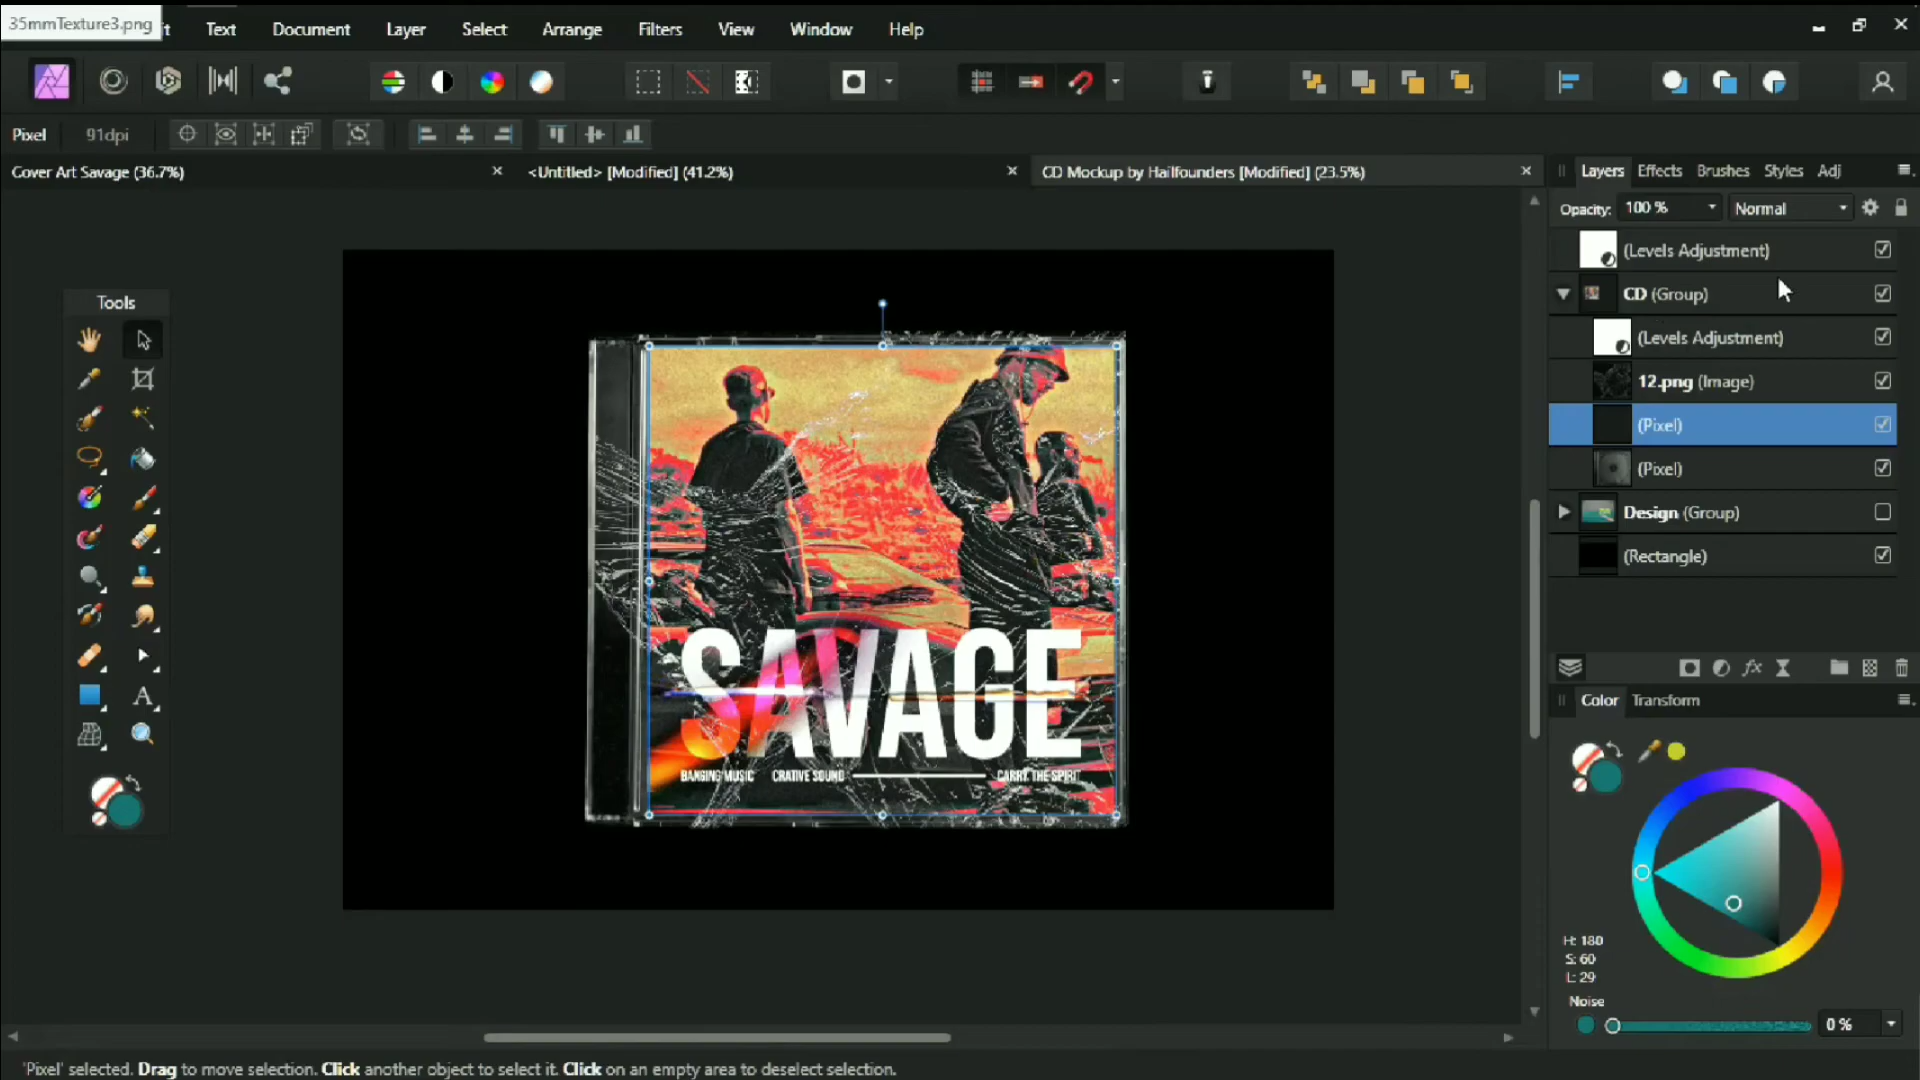 35mmTexture3.png
Text Document Layer Select Arrange Filters View Window Help
Pixel 91dpi
Cover Art Savage (36.7%) <Untitled> [Modified] (41.2%) CD Mockup by Hailfounders [Modified] (23.5%)
Layers Effects Brushes Styles Adj
Opacity: 100 % Normal
(Levels Adjustment)
CD (Group)
(Levels Adjustment)
12.png (Image)
(Pixel)
(Pixel)
Design (Group)
(Rectangle)
Tools
SAVAGE
BANGING MUSIC CRATIVE SOUND CARRY THE SPIRIT
Color Transform
H: 180
S: 60
L: 29
Noise
0 %
'Pixel' selected. Drag to move selection. Click another object to select it. Click on an empty area to deselect selection.